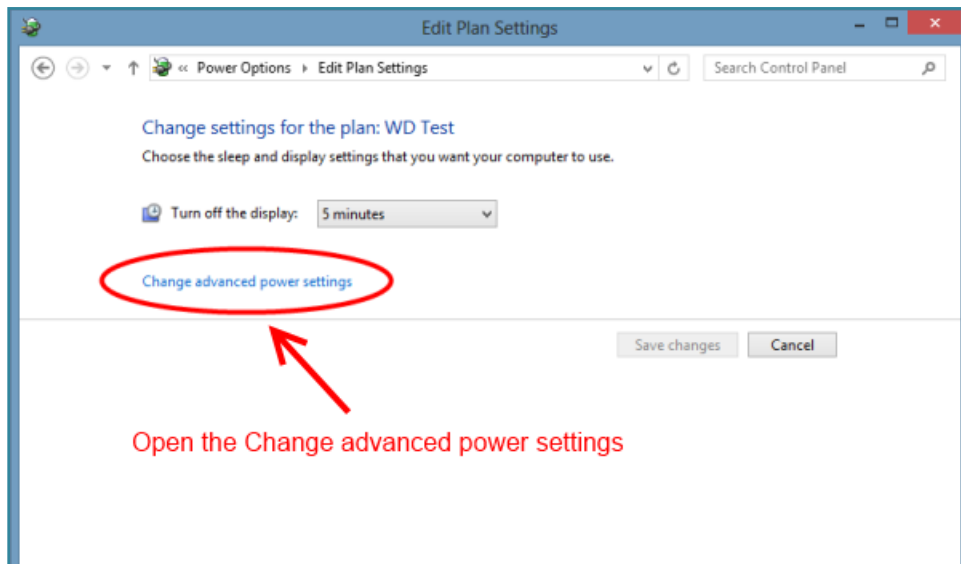 Edit Plan Settings
« Power Options Edit Plan Settings
Search Control Panel
Change settings for the plan: WD Test
Choose the sleep and display settings that you want your computer to use.
Turn off the display: 5 minutes
Change advanced power settings
Save changes Cancel
Open the Change advanced power settings